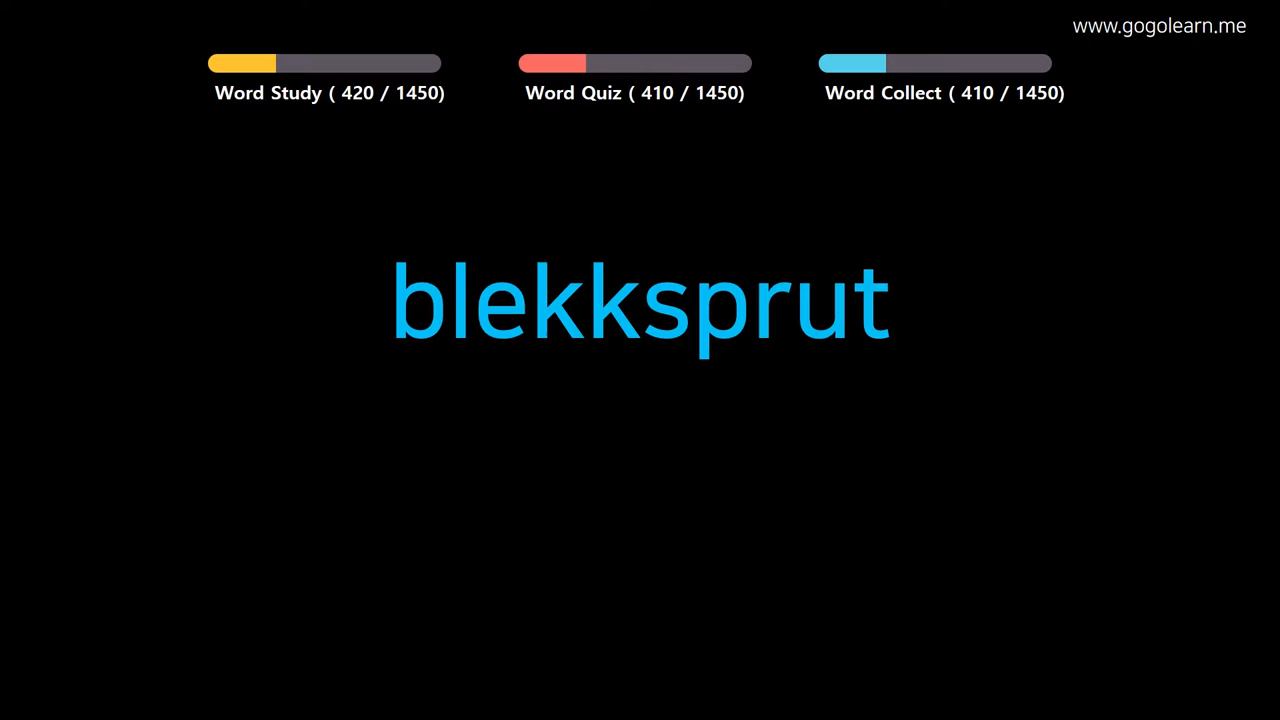 www.gogolearn.me
Word Study ( 420 / 1450)
Word Quiz ( 410 / 1450)
Word Collect ( 410 / 1450)
blekksprut